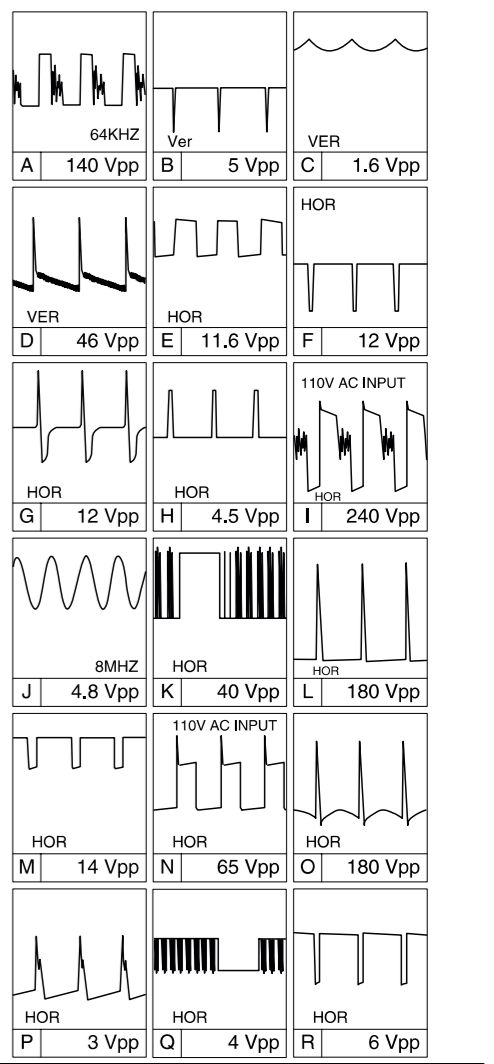 64KHZ
A 140 Vpp
Ver
B 5 Vpp
VER
C 1.6 Vpp
VER
D 46 Vpp
HOR
E 11.6 Vpp
HOR
F 12 Vpp
HOR
G 12 Vpp
HOR
H 4.5 Vpp
110V AC INPUT
HOR
I 240 Vpp
8MHZ
J 4.8 Vpp
HOR
K 40 Vpp
HOR
L 180 Vpp
HOR
M 14 Vpp
110V AC INPUT
HOR
N 65 Vpp
HOR
O 180 Vpp
HOR
P 3 Vpp
HOR
Q 4 Vpp
HOR
R 6 Vpp